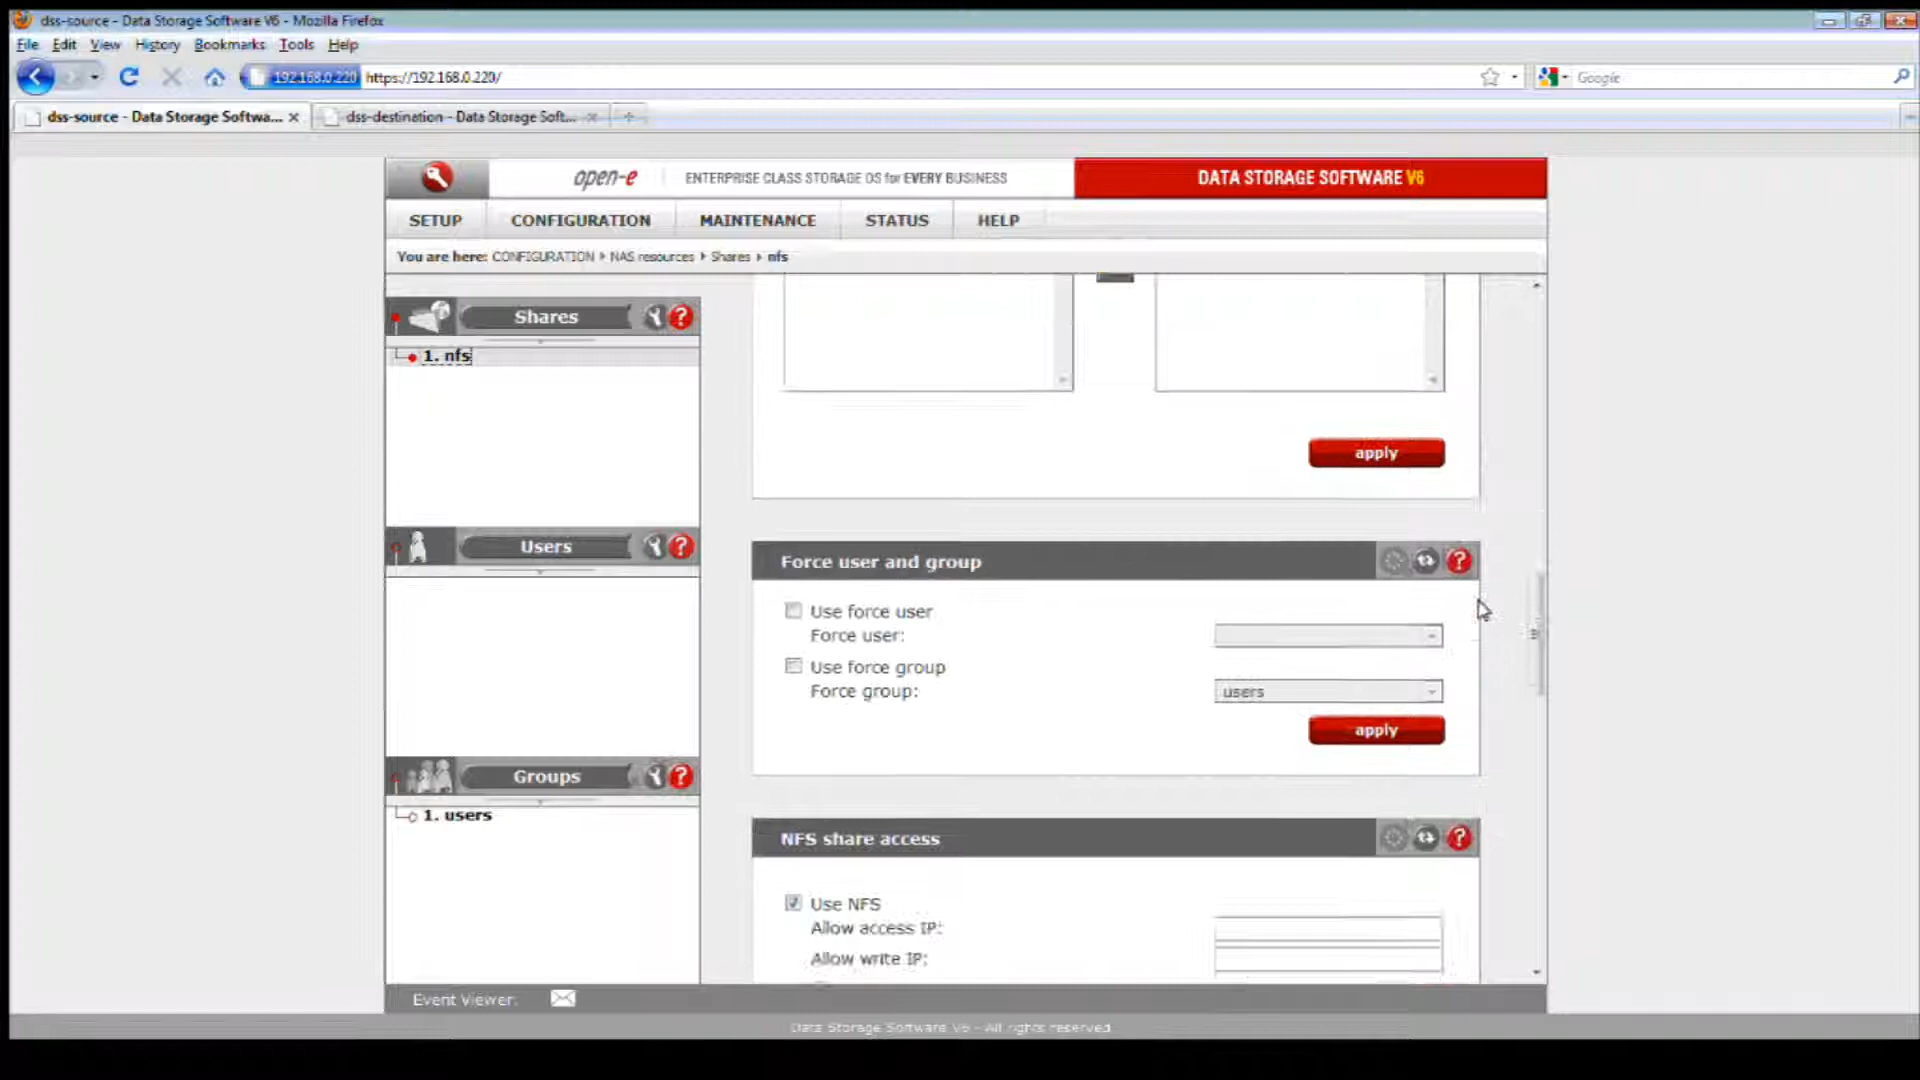 dss-source - Data Storage Software V6 - Mozilla Firefox
File Edit View History Bookmarks Tools Help
192.168.0.220 https://192.168.0.220/ Google
dss-source - Data Storage Softwa... dss-destination - Data Storage Soft...
open-e ENTERPRISE CLASS STORAGE OS for EVERY BUSINESS DATA STORAGE SOFTWARE V6
SETUP CONFIGURATION MAINTENANCE STATUS HELP
You are here: CONFIGURATION NAS resources Shares nfs
Shares ?
1. nfs
apply
Users ?
Force user and group ?
Use force user
Force user:
Use force group
Force group: users
apply
Groups ?
1. users
NFS share access ?
Use NFS
Allow access IP:
Allow write IP:
Event Viewer:
Data Storage Software V6 - All rights reserved